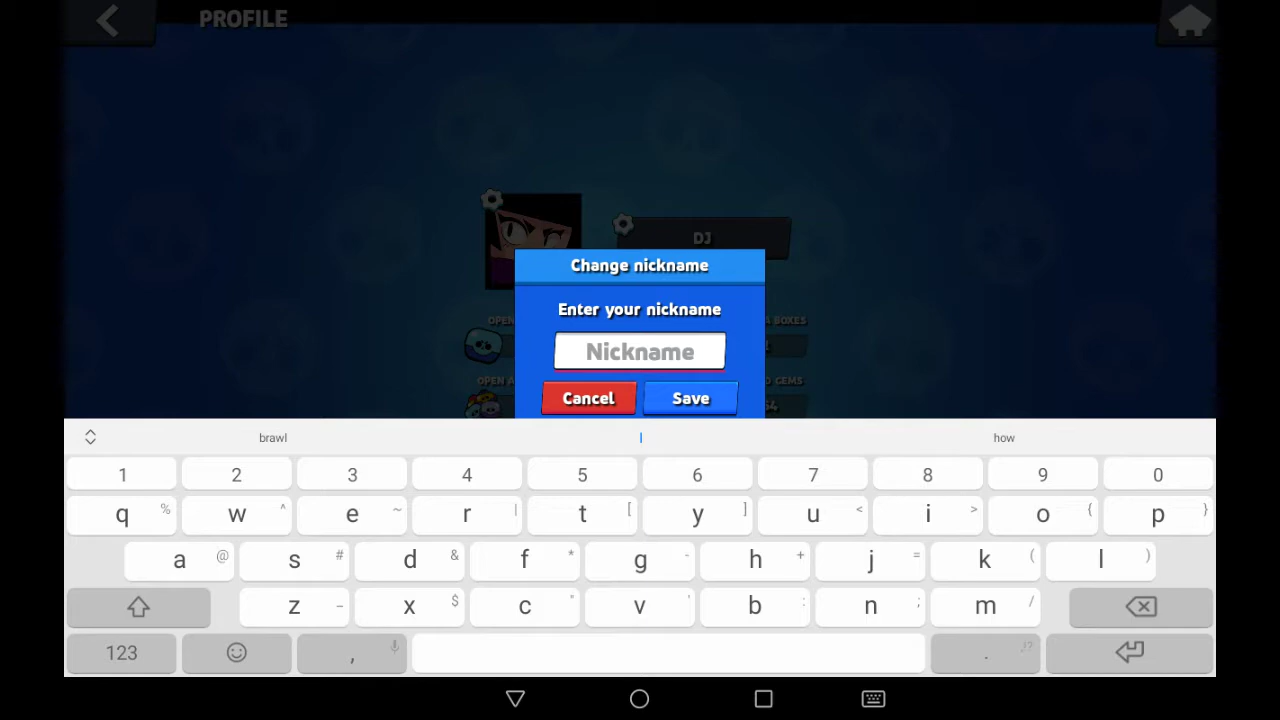 PROFILE
DJ
Change nickname
Enter your nickname
Nickname
Cancel Save
brawl I how
1 2 3 4 5 6 7 8 9 0
q % w ^ e ~ r | t [ y ] u < i > o { p }
a @ s # d & f * g - h + j = k ( l )
z _ x $ c " v ' b : n ; m /
123 , . ,!?